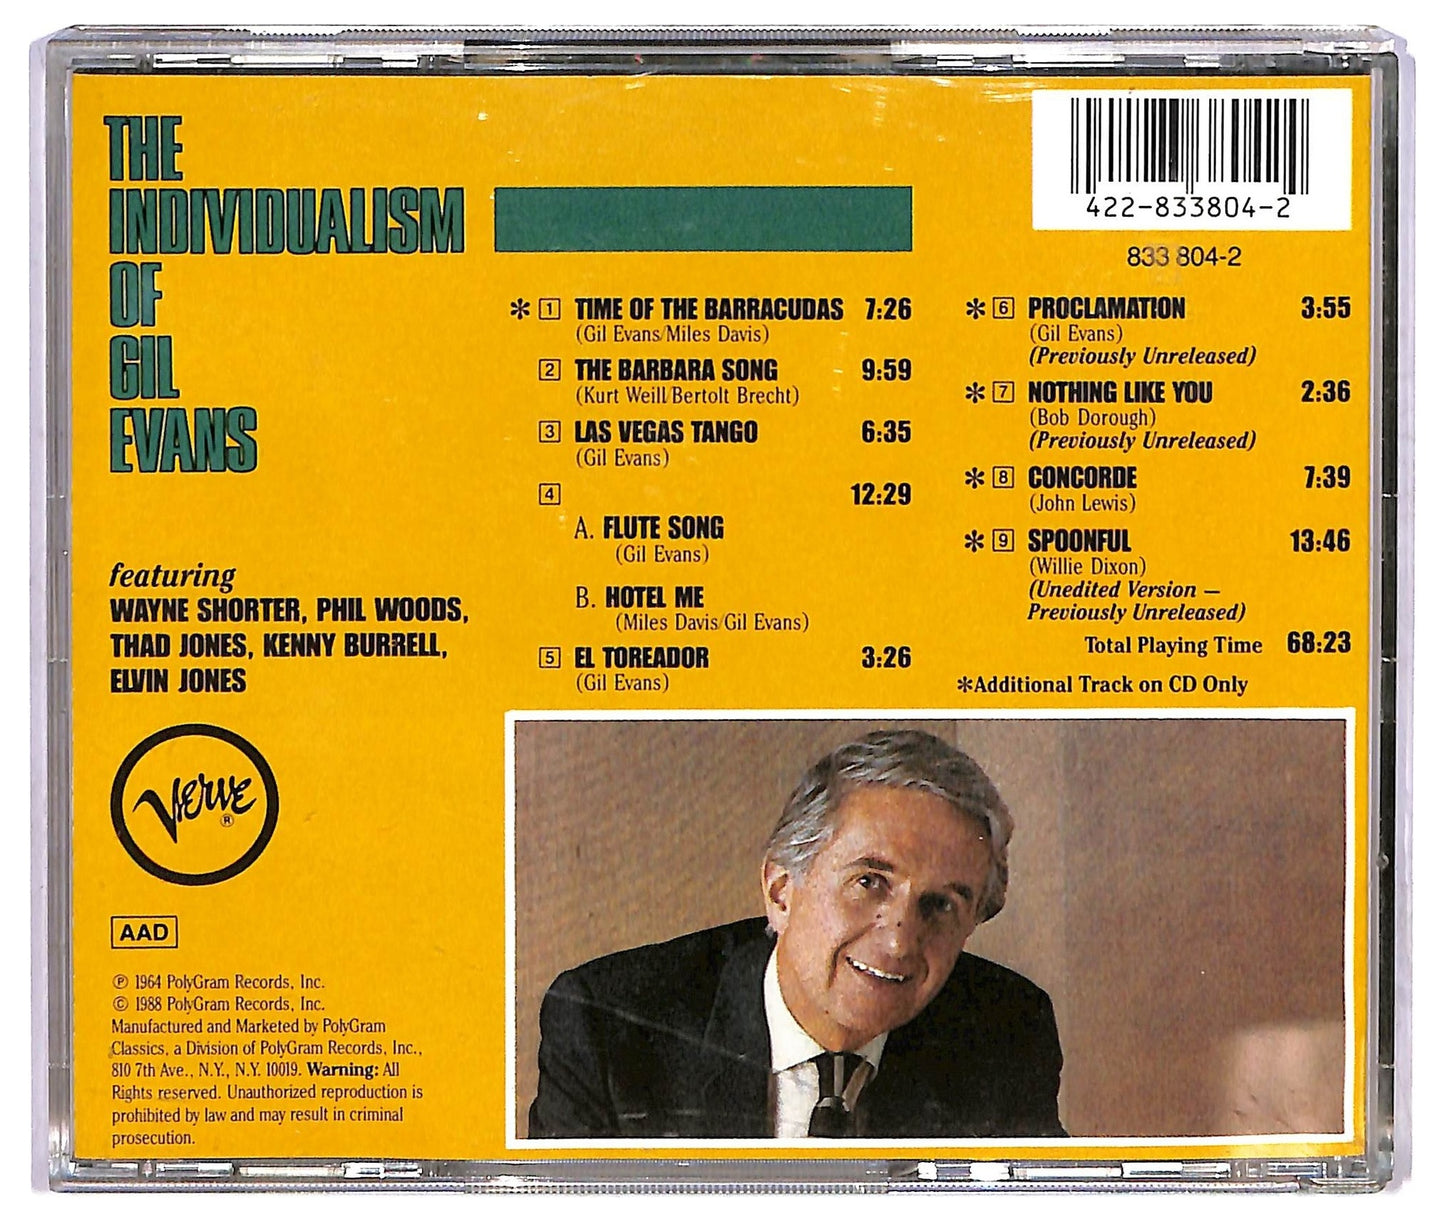 THE
INDIVIDUALISM
OF
GIL
EVANS
featuring
WAYNE SHORTER, PHIL WOODS,
THAD JONES, KENNY BURRELL,
ELVIN JONES
VERVE ®
AAD
℗ 1964 PolyGram Records, Inc.
© 1988 PolyGram Records, Inc.
Manufactured and Marketed by PolyGram
Classics, a Division of PolyGram Records, Inc.,
810 7th Ave., N.Y., N.Y. 10019. Warning: All
Rights reserved. Unauthorized reproduction is
prohibited by law and may result in criminal
prosecution.
* 1 TIME OF THE BARRACUDAS 7:26
(Gil Evans/Miles Davis)
2 THE BARBARA SONG 9:59
(Kurt Weill/Bertolt Brecht)
3 LAS VEGAS TANGO 6:35
(Gil Evans)
4 12:29
A. FLUTE SONG
(Gil Evans)
B. HOTEL ME
(Miles Davis/Gil Evans)
5 EL TOREADOR 3:26
(Gil Evans)
422-833804-2
833 804-2
* 6 PROCLAMATION 3:55
(Gil Evans)
(Previously Unreleased)
* 7 NOTHING LIKE YOU 2:36
(Bob Dorough)
(Previously Unreleased)
* 8 CONCORDE 7:39
(John Lewis)
* 9 SPOONFUL 13:46
(Willie Dixon)
(Unedited Version —
Previously Unreleased)
Total Playing Time 68:23
*Additional Track on CD Only